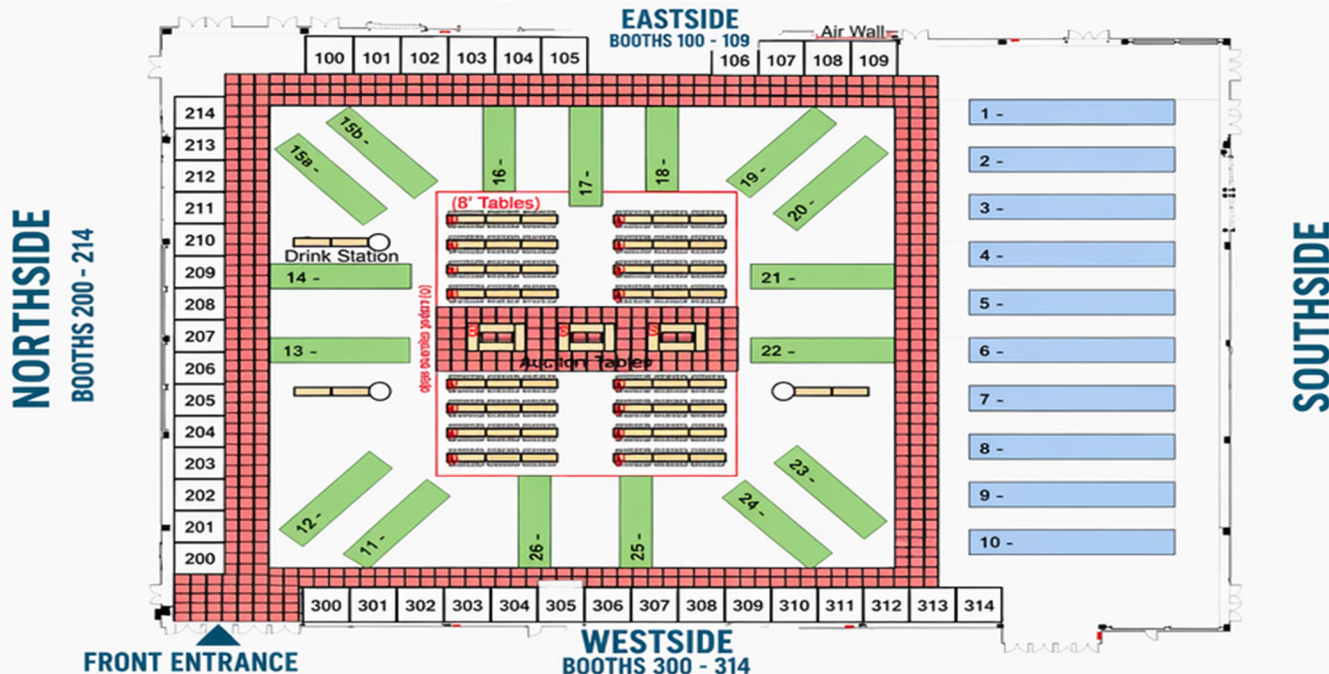 EASTSIDE
BOOTHS 100 - 109
Air Wall
100 101 102 103 104 105
106 107 108 109
214
213
212
211
210
209
208
207
206
205
204
203
202
201
200
NORTHSIDE
BOOTHS 200 - 214
15b -
15a -
16 -
17 -
18 -
19 -
20 -
(8' Tables)
Drink Station
14 -
13 -
21 -
22 -
Auction Tables
12 -
11 -
26 -
25 -
24 -
23 -
1 -
2 -
3 -
4 -
5 -
6 -
7 -
8 -
9 -
10 -
SOUTHSIDE
300 301 302 303 304 305 306 307 308 309 310 311 312 313 314
WESTSIDE
BOOTHS 300 - 314
FRONT ENTRANCE